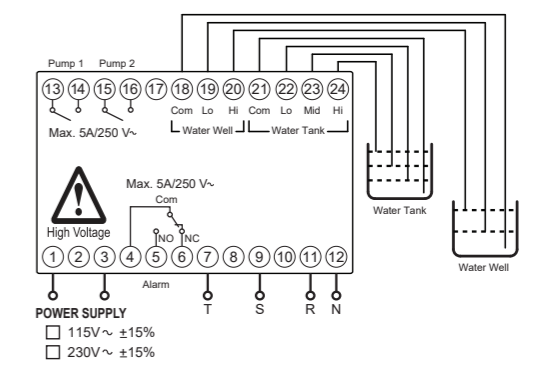 Pump 1 Pump 2
13 14 15 16 17 18 19 20 21 22 23 24
Com Lo Hi Com Lo Mid Hi
Water Well Water Tank
Max. 5A/250 V~
Max. 5A/250 V~
Com
High Voltage
NO NC
1 2 3 4 5 6 7 8 9 10 11 12
Alarm
T S R N
POWER SUPPLY
115V~ ±15%
230V~ ±15%
Water Tank
Water Well